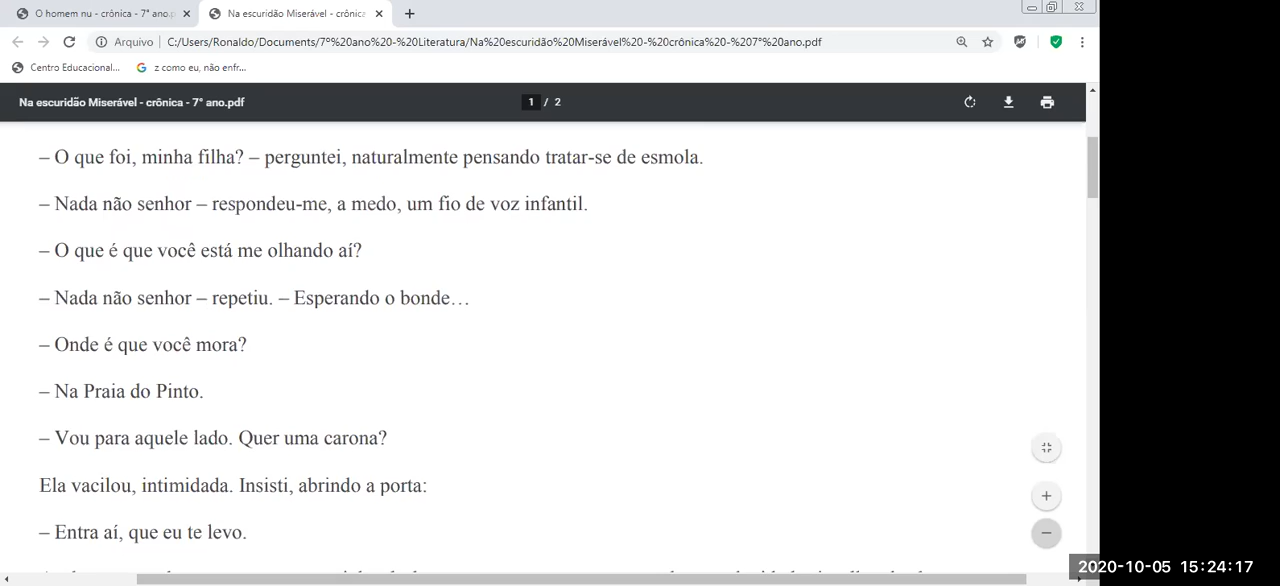 O homem nu - crônica - 7° ano.p
Na escuridão Miserável - crônica
Arquivo
C:/Users/Ronaldo/Documents/7º%20ano%20-%20Literatura/Na%20escuridão%20Miserável%20-%20crônica%20-%207°%20ano.pdf
Centro Educacional...
z como eu, não enfr...
Na escuridão Miserável - crônica - 7° ano.pdf
1 / 2
– O que foi, minha filha? – perguntei, naturalmente pensando tratar-se de esmola.
– Nada não senhor – respondeu-me, a medo, um fio de voz infantil.
– O que é que você está me olhando aí?
– Nada não senhor – repetiu. – Esperando o bonde…
– Onde é que você mora?
– Na Praia do Pinto.
– Vou para aquele lado. Quer uma carona?
Ela vacilou, intimidada. Insisti, abrindo a porta:
– Entra aí, que eu te levo.
2020-10-05 15:24:17